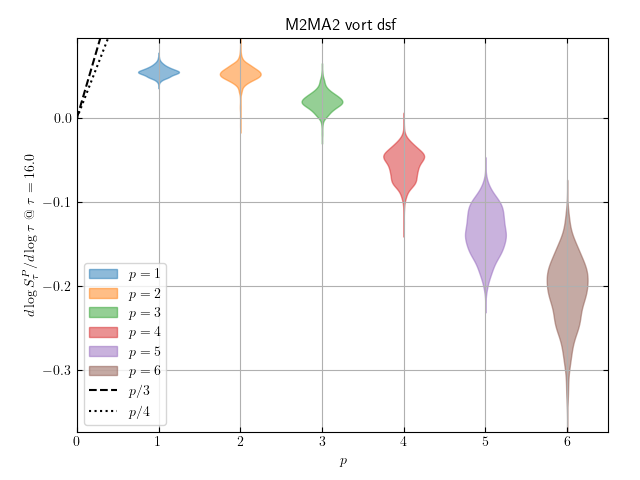 M2MA2 vort dsf
d log S_τ^P / d log τ @ τ = 16.0
0.0
−0.1
−0.2
−0.3
p = 1
p = 2
p = 3
p = 4
p = 5
p = 6
p/3
p/4
0 1 2 3 4 5 6
p